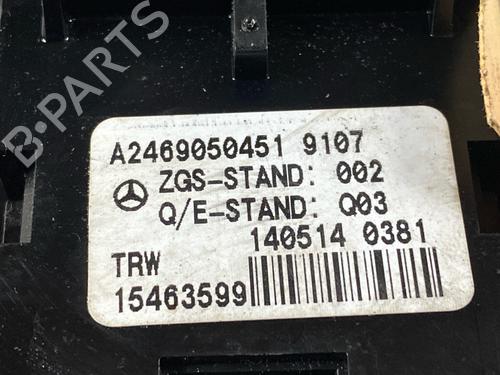 B-PARTS
A2469050451 9107
ZGS-STAND: 002
Q/E-STAND: Q03
140514 0381
TRW
15463599